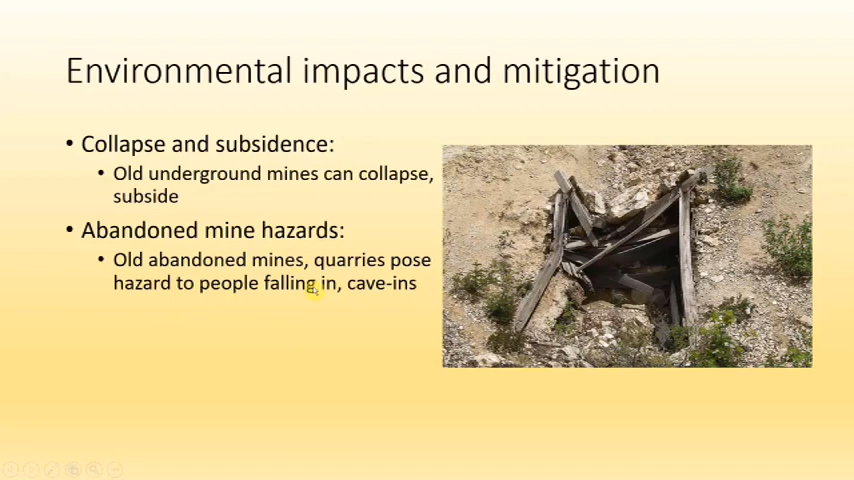 Environmental impacts and mitigation
• Collapse and subsidence:
• Old underground mines can collapse,
subside
• Abandoned mine hazards:
• Old abandoned mines, quarries pose
hazard to people falling in, cave-ins